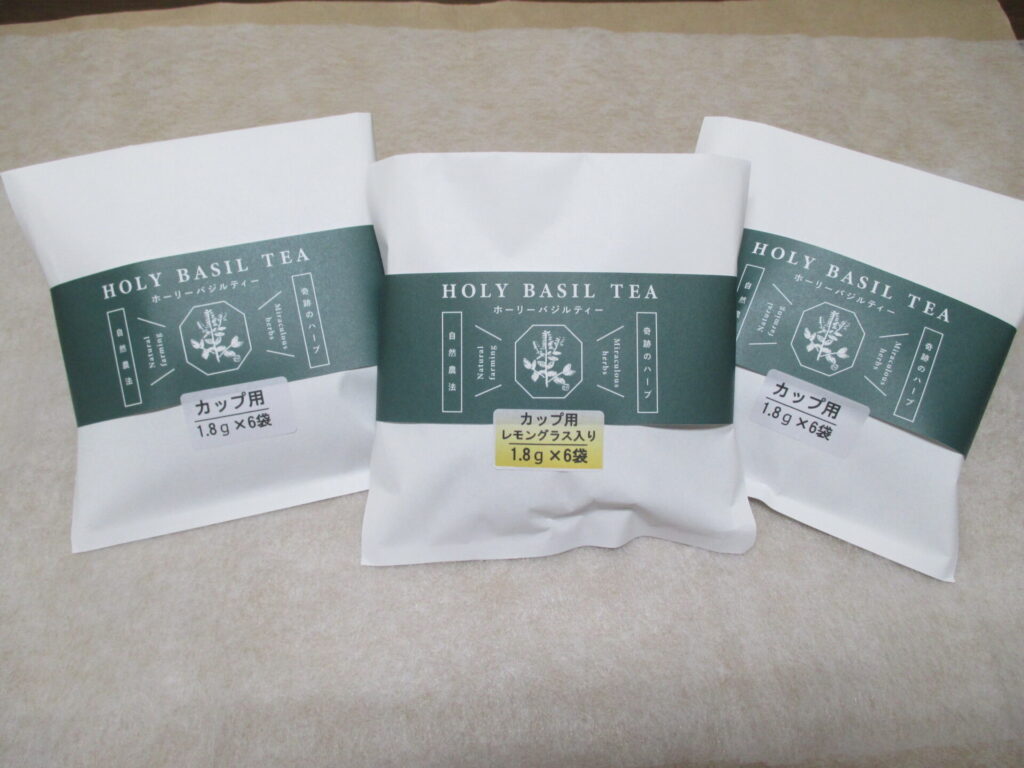 HOLY BASIL TEA
ホーリーバジルティー
自然農法
Natural
farming
Miraculous
herbs
奇跡のハーブ
カップ用
1.8g×6袋
HOLY BASIL TEA
ホーリーバジルティー
自然農法
Natural
farming
Miraculous
herbs
奇跡のハーブ
カップ用
レモングラス入り
1.8g×6袋
HOLY BASIL TEA
ホーリーバジルティー
自然農
Natural
farming
Miraculous
herbs
奇跡のハーブ
カップ用
1.8g×6袋